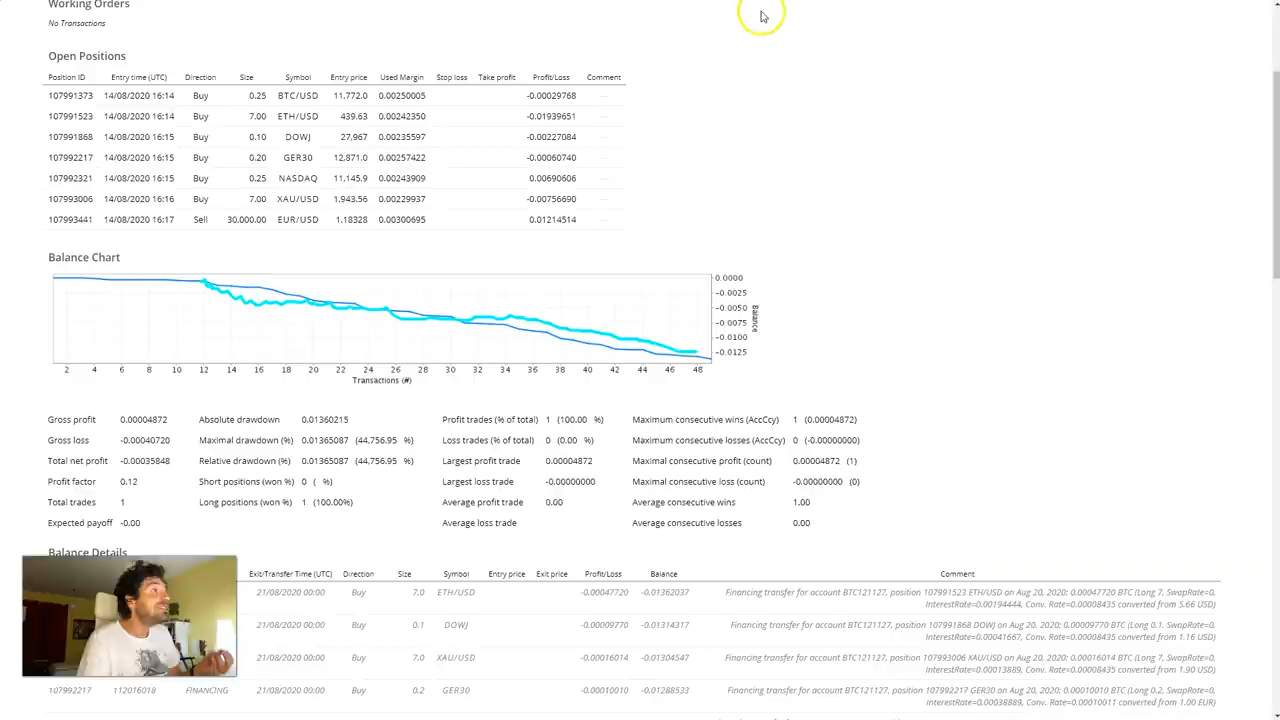 Working Orders
No Transactions
Open Positions
Position ID Entry time (UTC) Direction Size Symbol Entry price Used Margin Stop loss Take profit Profit/Loss Comment
107991373 14/08/2020 16:14 Buy 0.25 BTC/USD 11,772.0 0.00250005 -0.00029768 ---
107991523 14/08/2020 16:14 Buy 7.00 ETH/USD 439.63 0.00242350 -0.01939651 ---
107991868 14/08/2020 16:15 Buy 0.10 DOWJ 27,967 0.00235597 -0.00227084 ---
107992217 14/08/2020 16:15 Buy 0.20 GER30 12,871.0 0.00257422 -0.00060740 ---
107992321 14/08/2020 16:15 Buy 0.25 NASDAQ 11,145.9 0.00243909 0.00690606 ---
107993006 14/08/2020 16:16 Buy 7.00 XAU/USD 1,943.56 0.00229937 -0.00756690 ---
107993441 14/08/2020 16:17 Sell 30,000.00 EUR/USD 1.18328 0.00300695 0.01214514 ---
Balance Chart
0.0000
-0.0025
-0.0050
-0.0075
-0.0100
-0.0125
Balance
2 4 6 8 10 12 14 16 18 20 22 24 26 28 30 32 34 36 38 40 42 44 46 48
Transactions (#)
Gross profit 0.00004872 Absolute drawdown 0.01360215 Profit trades (% of total) 1 (100.00 %) Maximum consecutive wins (AccCcy) 1 (0.00004872)
Gross loss -0.00040720 Maximal drawdown (%) 0.01365087 (44,756.95 %) Loss trades (% of total) 0 (0.00 %) Maximum consecutive losses (AccCcy) 0 (-0.00000000)
Total net profit -0.00035848 Relative drawdown (%) 0.01365087 (44,756.95 %) Largest profit trade 0.00004872 Maximal consecutive profit (count) 0.00004872 (1)
Profit factor 0.12 Short positions (won %) 0 ( %) Largest loss trade -0.00000000 Maximal consecutive loss (count) -0.00000000 (0)
Total trades 1 Long positions (won %) 1 (100.00%) Average profit trade 0.00 Average consecutive wins 1.00
Expected payoff -0.00 Average loss trade Average consecutive losses 0.00
Balance Details
Exit/Transfer Time (UTC) Direction Size Symbol Entry price Exit price Profit/Loss Balance Comment
21/08/2020 00:00 Buy 7.0 ETH/USD -0.00047720 -0.01362037 Financing transfer for account BTC121127, position 107991523 ETH/USD on Aug 20, 2020: 0.00047720 BTC (Long 7, SwapRate=0,
InterestRate=0.00194444, Conv. Rate=0.00008435 converted from 5.66 USD)
21/08/2020 00:00 Buy 0.1 DOWJ -0.00009770 -0.01314317 Financing transfer for account BTC121127, position 107991868 DOWJ on Aug 20, 2020: 0.00009770 BTC (Long 0.1, SwapRate=0,
InterestRate=0.00041667, Conv. Rate=0.00008435 converted from 1.16 USD)
21/08/2020 00:00 Buy 7.0 XAU/USD -0.00016014 -0.01304547 Financing transfer for account BTC121127, position 107993006 XAU/USD on Aug 20, 2020: 0.00016014 BTC (Long 7, SwapRate=0,
InterestRate=0.00013889, Conv. Rate=0.00008435 converted from 1.90 USD)
107992217 112016018 FINANCING 21/08/2020 00:00 Buy 0.2 GER30 -0.00010010 -0.01288533 Financing transfer for account BTC121127, position 107992217 GER30 on Aug 20, 2020: 0.00010010 BTC (Long 0.2, SwapRate=0,
InterestRate=0.00038889, Conv. Rate=0.00010011 converted from 1.00 EUR)